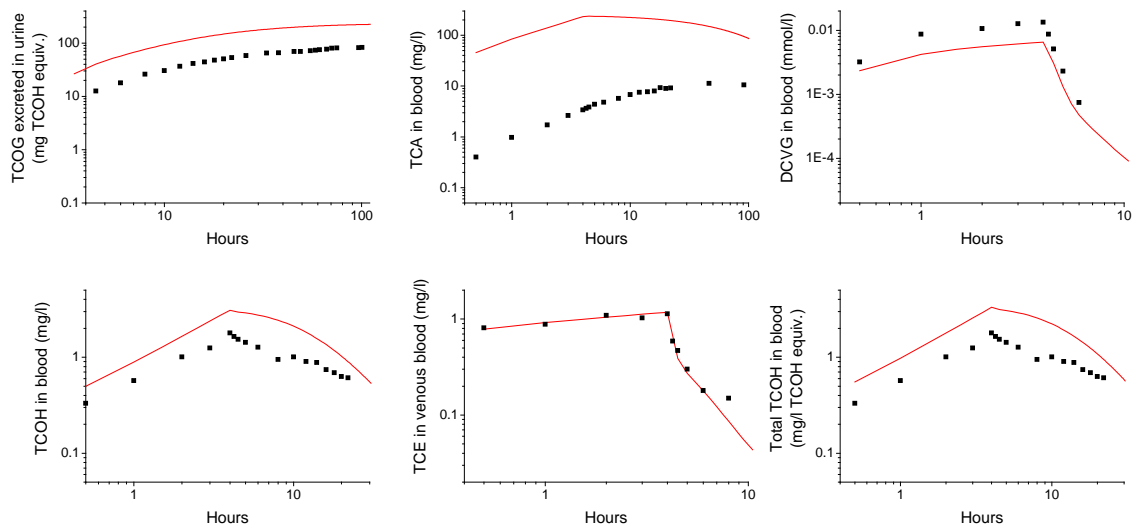 TCOG excreted in urine
(mg TCOH equiv.)
100
10
1
0.1
10
100
Hours
TCA in blood (mg/l)
100
10
1
0.1
1
10
100
Hours
DCVG in blood (mmol/l)
0.01
1E-3
1E-4
1
10
Hours
TCOH in blood (mg/l)
1
0.1
1
10
Hours
TCE in venous blood (mg/l)
1
0.1
1
10
Hours
Total TCOH in blood
(mg/l TCOH equiv.)
1
0.1
1
10
Hours